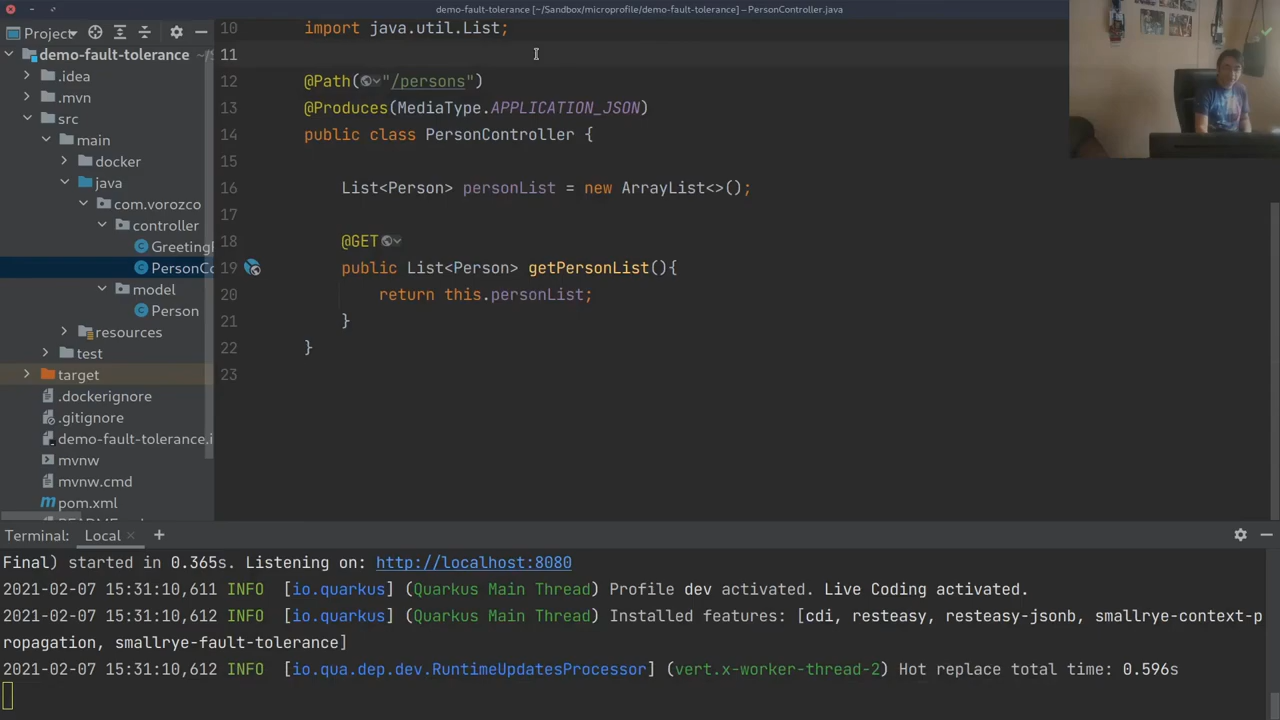 demo-fault-tolerance [~/Sandbox/microprofile/demo-fault-tolerance] – PersonController.java
Project
demo-fault-tolerance ~/S
.idea
.mvn
src
main
docker
java
com.vorozco
controller
GreetingR
PersonCo
model
Person
resources
test
target
.dockerignore
.gitignore
demo-fault-tolerance.i
mvnw
mvnw.cmd
pom.xml
10 import java.util.List;
11
12 @Path("/persons")
13 @Produces(MediaType.APPLICATION_JSON)
14 public class PersonController {
15
16 List<Person> personList = new ArrayList<>();
17
18 @GET
19 public List<Person> getPersonList(){
20 return this.personList;
21 }
22 }
23
Terminal: Local × +
Final) started in 0.365s. Listening on: http://localhost:8080
2021-02-07 15:31:10,611 INFO [io.quarkus] (Quarkus Main Thread) Profile dev activated. Live Coding activated.
2021-02-07 15:31:10,612 INFO [io.quarkus] (Quarkus Main Thread) Installed features: [cdi, resteasy, resteasy-jsonb, smallrye-context-p
ropagation, smallrye-fault-tolerance]
2021-02-07 15:31:10,612 INFO [io.qua.dep.dev.RuntimeUpdatesProcessor] (vert.x-worker-thread-2) Hot replace total time: 0.596s